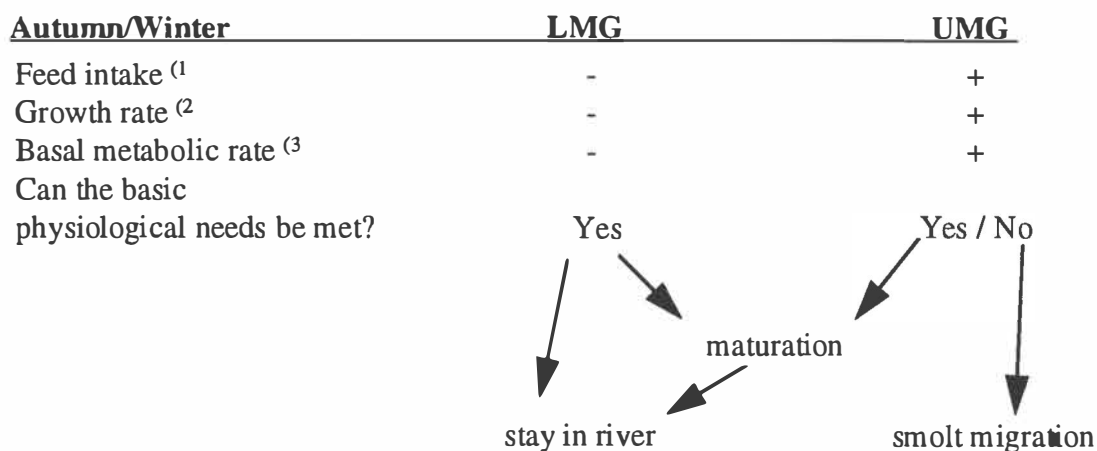 Autumn/Winter LMG UMG
Feed intake (1 - +
Growth rate (2 - +
Basal metabolic rate (3 - +
Can the basic
physiological needs be met? Yes Yes / No
maturation
stay in river smolt migration